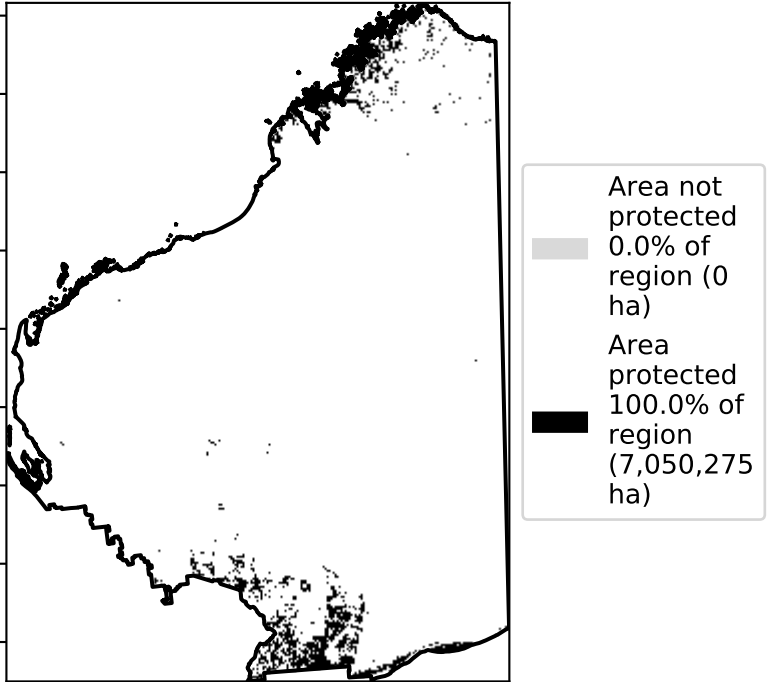 Area not
protected
0.0% of
region (0
ha)
Area
protected
100.0% of
region
(7,050,275
ha)